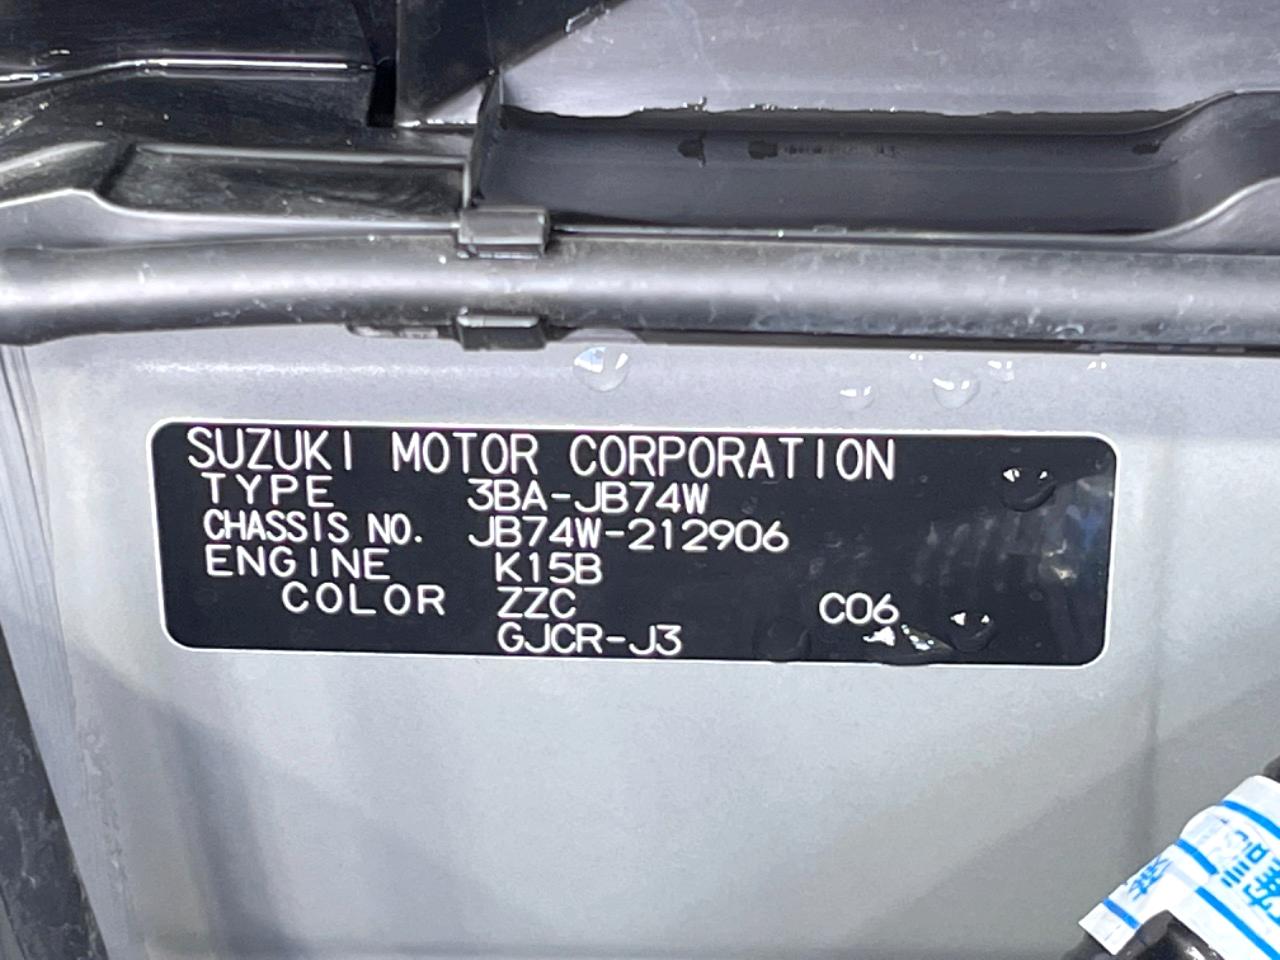 SUZUKI MOTOR CORPORATION
TYPE 3BA-JB74W
CHASSIS NO. JB74W-212906
ENGINE K15B
COLOR ZZC C06
GJCR-J3